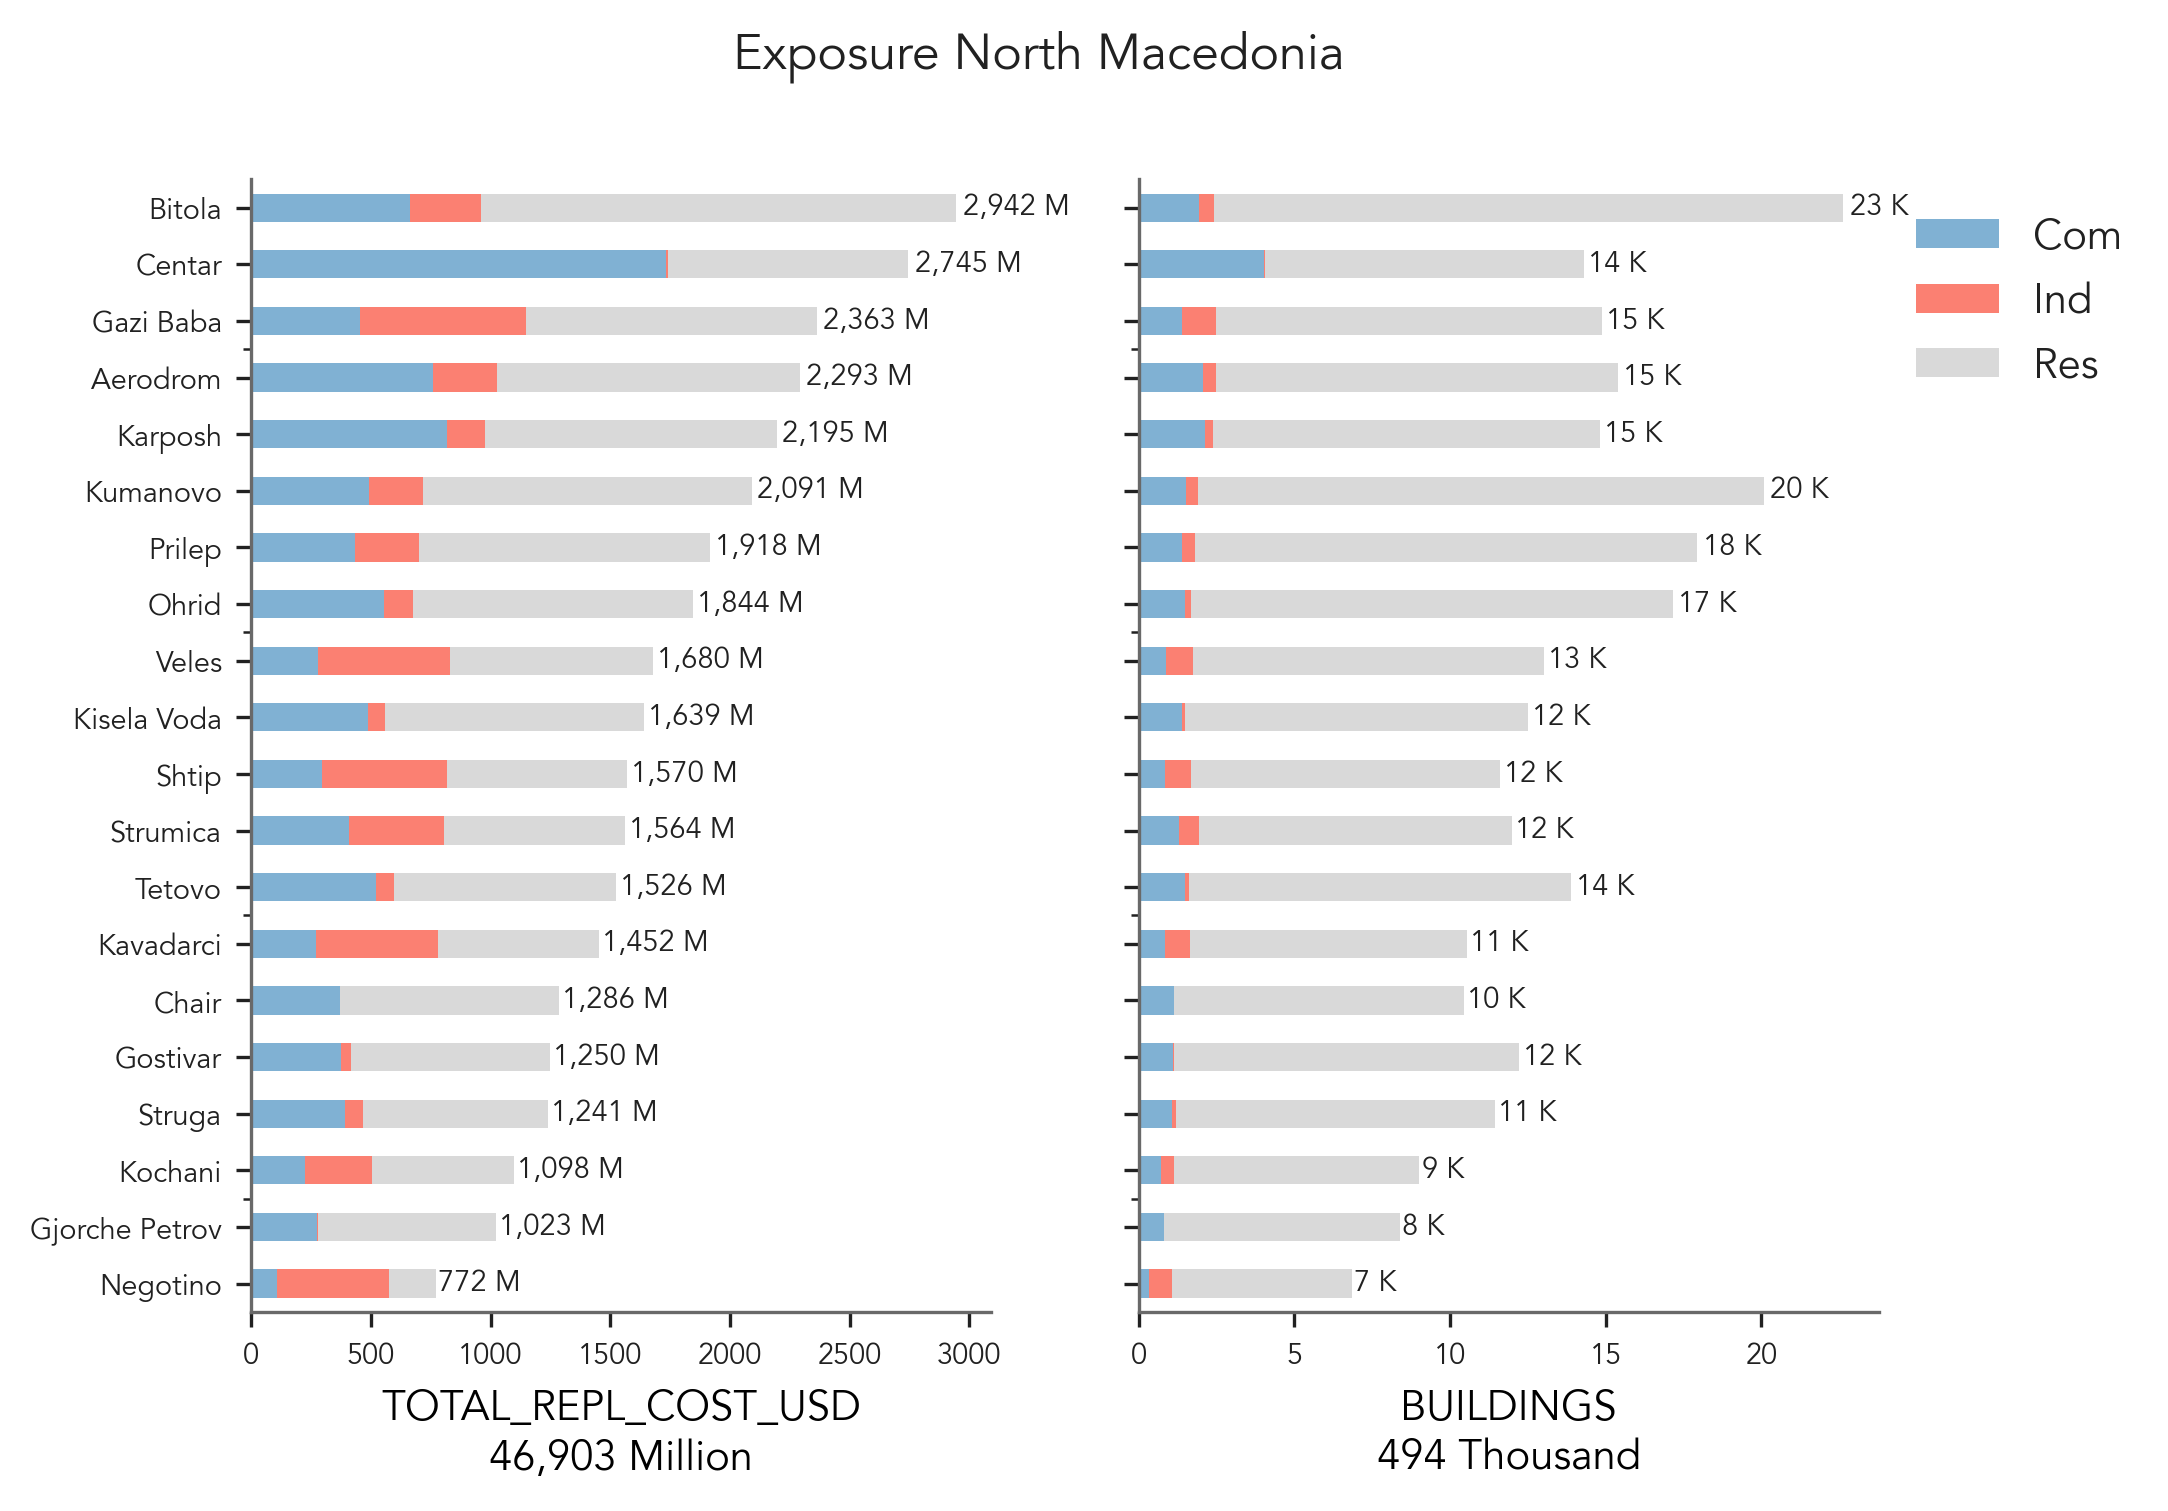 Exposure North Macedonia
Bitola 2,942 M 23 K
Centar 2,745 M 14 K
Gazi Baba 2,363 M 15 K
Aerodrom 2,293 M 15 K
Karposh 2,195 M 15 K
Kumanovo 2,091 M 20 K
Prilep 1,918 M 18 K
Ohrid 1,844 M 17 K
Veles 1,680 M 13 K
Kisela Voda 1,639 M 12 K
Shtip 1,570 M 12 K
Strumica 1,564 M 12 K
Tetovo 1,526 M 14 K
Kavadarci 1,452 M 11 K
Chair 1,286 M 10 K
Gostivar 1,250 M 12 K
Struga 1,241 M 11 K
Kochani 1,098 M 9 K
Gjorche Petrov 1,023 M 8 K
Negotino 772 M 7 K
0 500 1000 1500 2000 2500 3000
TOTAL_REPL_COST_USD
46,903 Million
0 5 10 15 20
BUILDINGS
494 Thousand
Com
Ind
Res